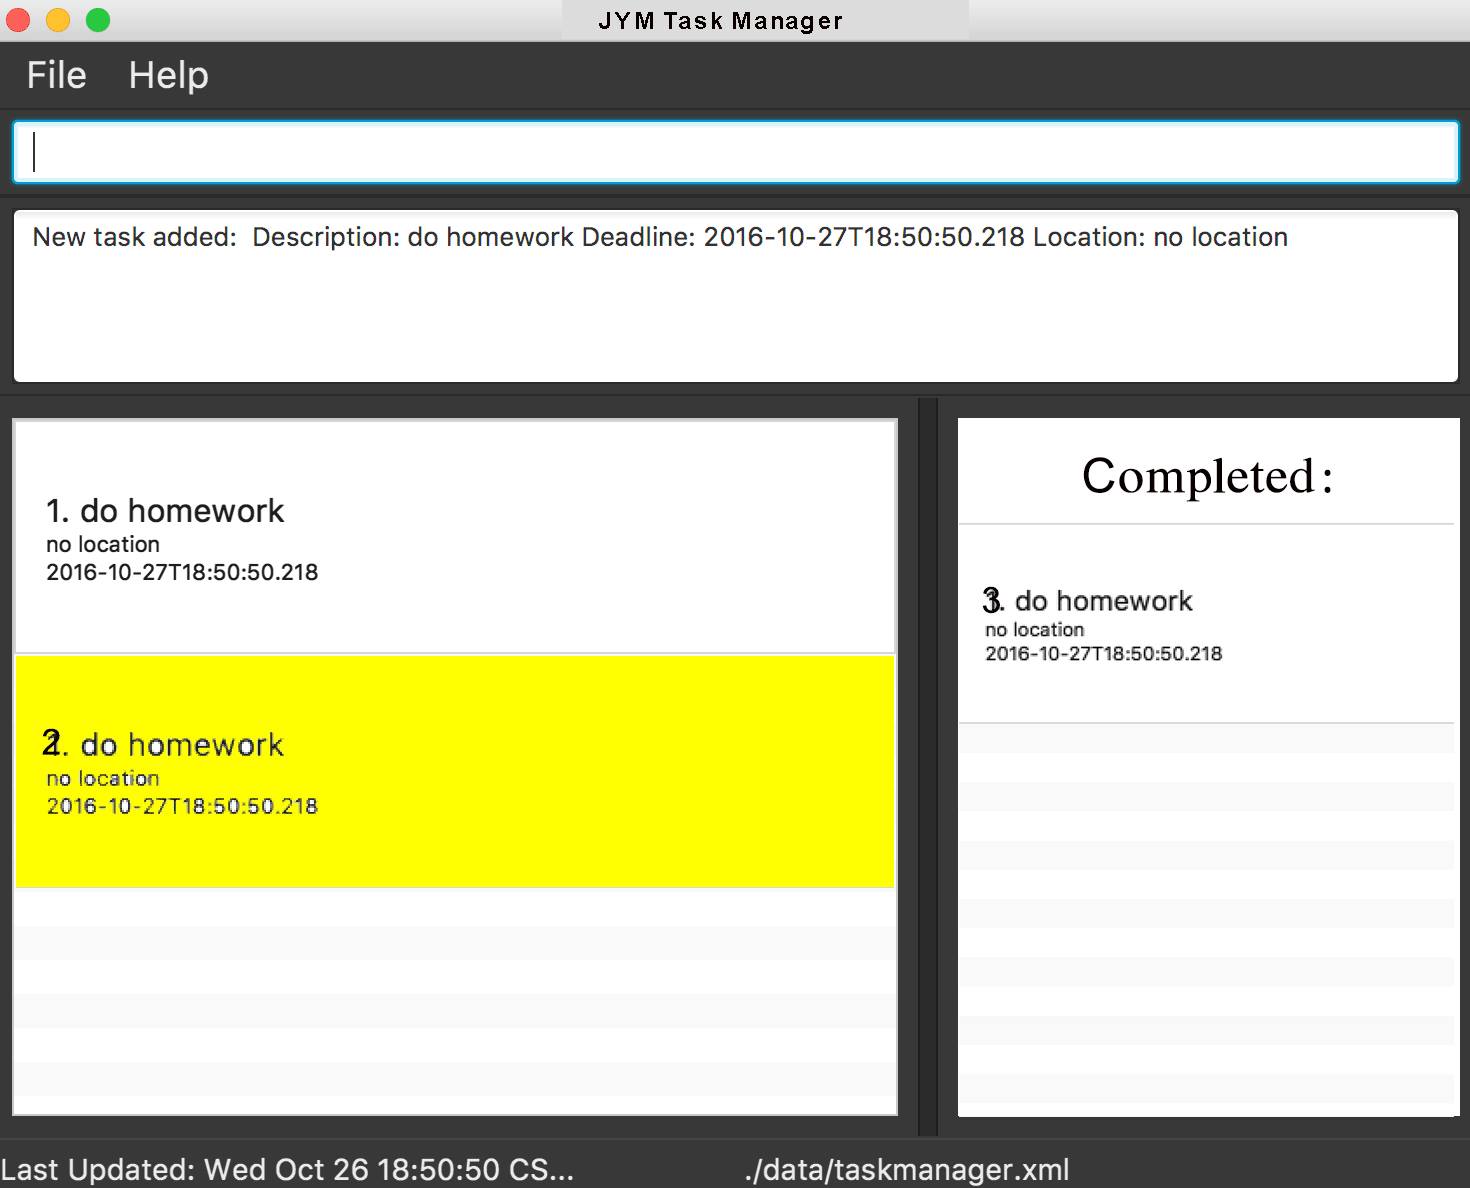 JYM Task Manager
File Help
New task added:  Description: do homework Deadline: 2016-10-27T18:50:50.218 Location: no location
1. do homework
no location
2016-10-27T18:50:50.218
2. do homework
no location
2016-10-27T18:50:50.218
Completed:
3. do homework
no location
2016-10-27T18:50:50.218
Last Updated: Wed Oct 26 18:50:50 CS... ./data/taskmanager.xml